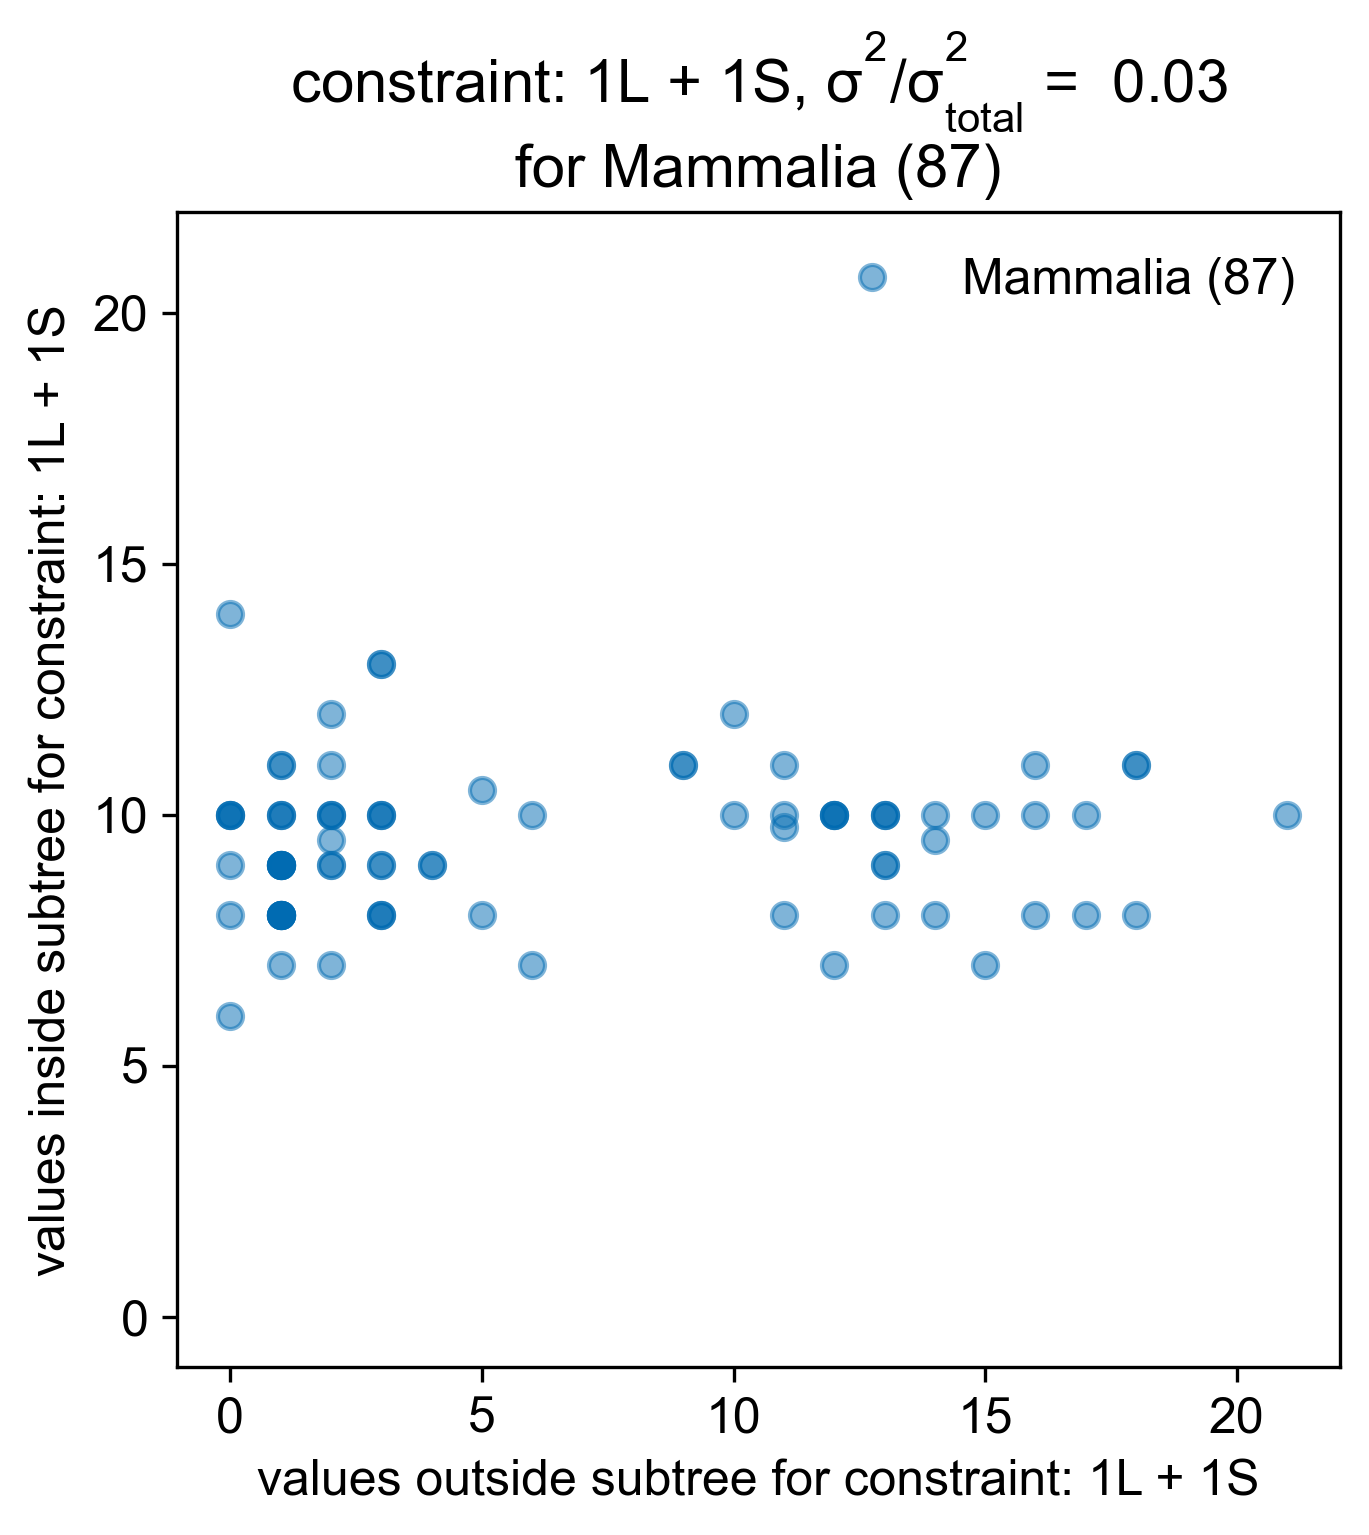 constraint: 1L + 1S, σ²/σ²total = 0.03
for Mammalia (87)
Mammalia (87)
values inside subtree for constraint: 1L + 1S
20
15
10
5
0
0 5 10 15 20
values outside subtree for constraint: 1L + 1S